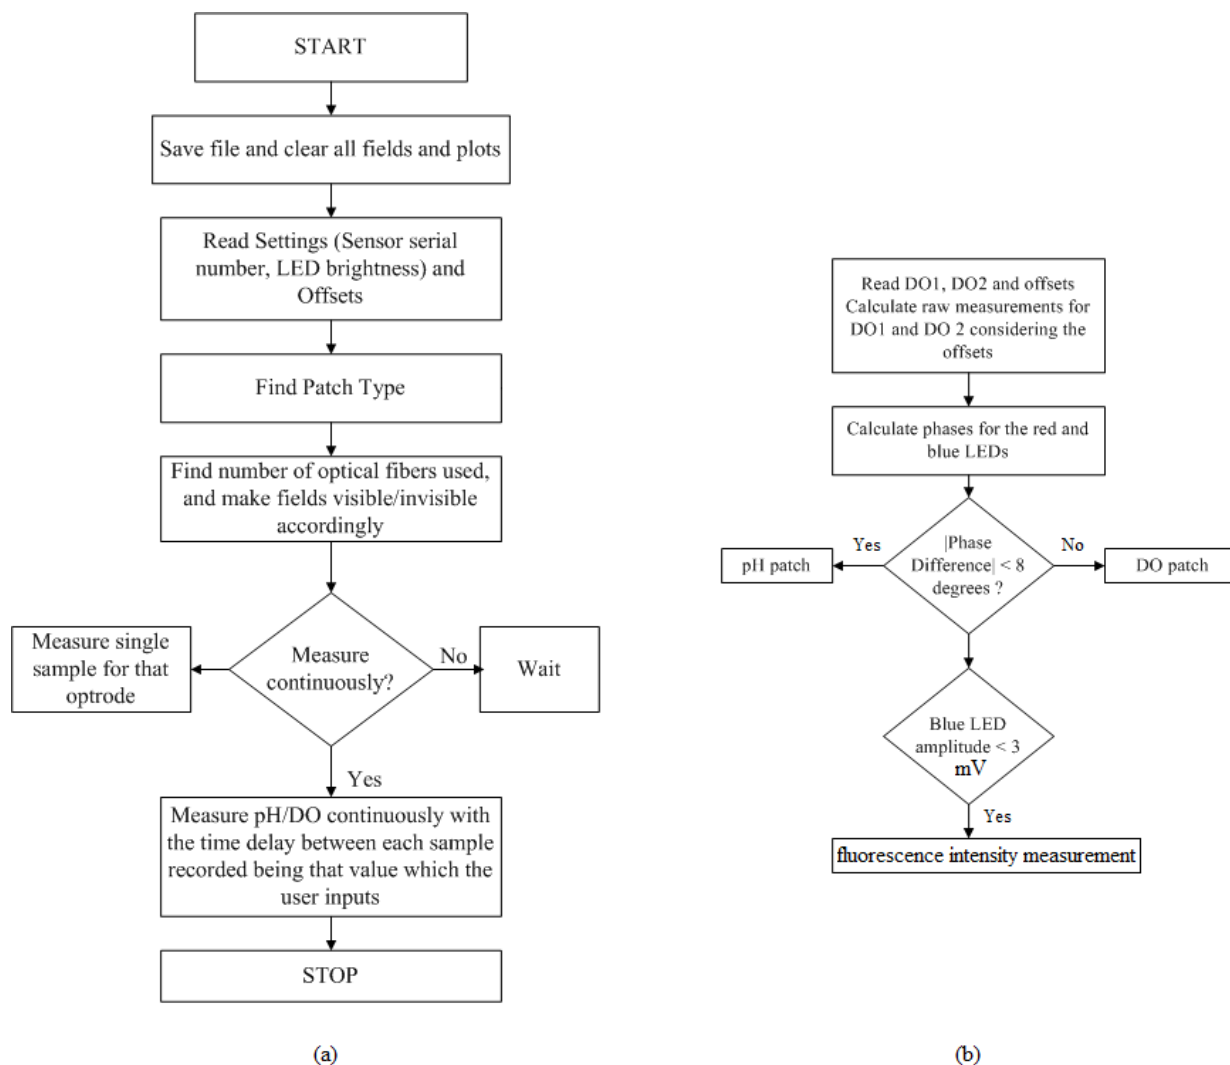 START
Save file and clear all fields and plots
Read Settings (Sensor serial
number, LED brightness) and
Offsets
Find Patch Type
Find number of optical fibers used,
and make fields visible/invisible
accordingly
Measure
continuously?
Measure single
sample for that
optrode
No
Wait
Yes
Measure pH/DO continuously with
the time delay between each sample
recorded being that value which the
user inputs
STOP
(a)
Read DO1, DO2 and offsets
Calculate raw measurements for
DO1 and DO 2 considering the
offsets
Calculate phases for the red and
blue LEDs
|Phase
Difference| < 8
degrees ?
Yes
pH patch
No
DO patch
Blue LED
amplitude < 3
mV
Yes
fluorescence intensity measurement
(b)